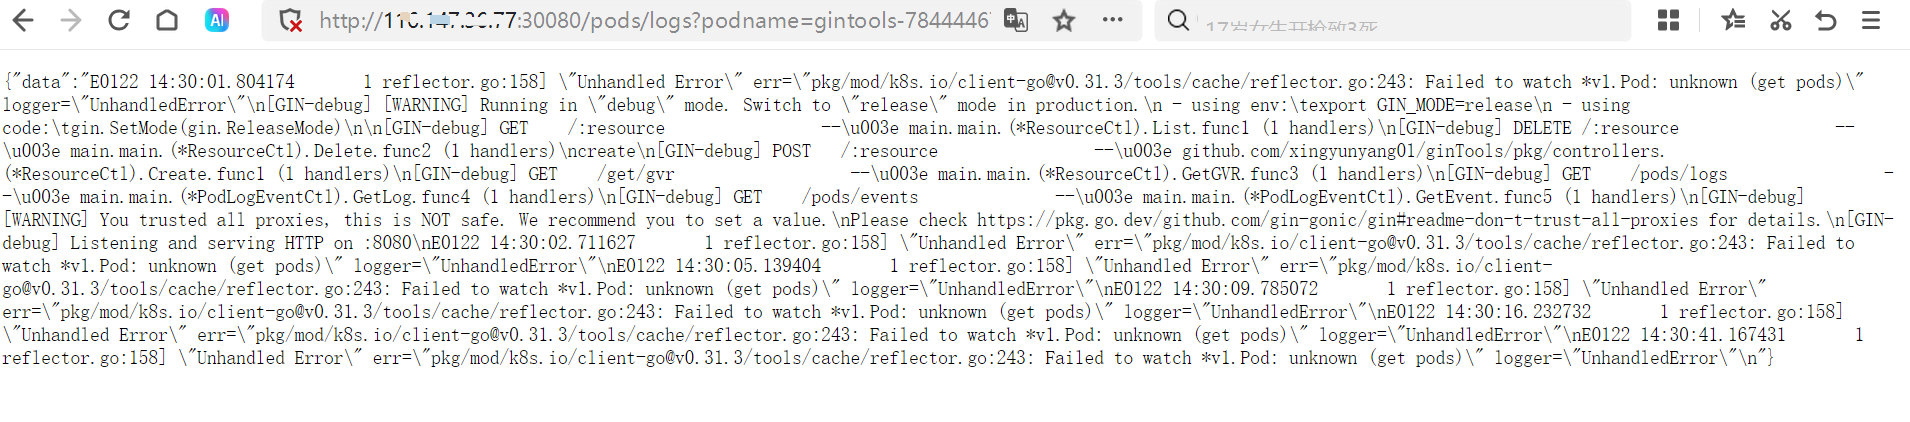 AI
:30080/pods/logs?podname=gintools-7844446
{"data":"E0122 14:30:01.804174 1 reflector.go:158] \"Unhandled Error\" err=\"pkg/mod/k8s.io/client-go@v0.31.3/tools/cache/reflector.go:243: Failed to watch *v1.Pod: unknown (get pods)\"
logger=\"UnhandledError\"\n[GIN-debug] [WARNING] Running in \"debug\" mode. Switch to \"release\" mode in production.\n - using env:\texport GIN_MODE=release\n - using
code:\tgin.SetMode(gin.ReleaseMode)\n\n[GIN-debug] GET /:resource --\u003e main.main.(*ResourceCtl).List.func1 (1 handlers)\n[GIN-debug] DELETE /:resource --
\u003e main.main.(*ResourceCtl).Delete.func2 (1 handlers)\ncreate\n[GIN-debug] POST /:resource --\u003e github.com/xingyunyang01/ginTools/pkg/controllers.
(*ResourceCtl).Create.func1 (1 handlers)\n[GIN-debug] GET /get/gvr --\u003e main.main.(*ResourceCtl).GetGVR.func3 (1 handlers)\n[GIN-debug] GET /pods/logs -
-\u003e main.main.(*PodLogEventCtl).GetLog.func4 (1 handlers)\n[GIN-debug] GET /pods/events --\u003e main.main.(*PodLogEventCtl).GetEvent.func5 (1 handlers)\n[GIN-debug]
[WARNING] You trusted all proxies, this is NOT safe. We recommend you to set a value.\nPlease check https://pkg.go.dev/github.com/gin-gonic/gin#readme-don-t-trust-all-proxies for details.\n[GIN-
debug] Listening and serving HTTP on :8080\nE0122 14:30:02.711627 1 reflector.go:158] \"Unhandled Error\" err=\"pkg/mod/k8s.io/client-go@v0.31.3/tools/cache/reflector.go:243: Failed to
watch *v1.Pod: unknown (get pods)\" logger=\"UnhandledError\"\nE0122 14:30:05.139404 1 reflector.go:158] \"Unhandled Error\" err=\"pkg/mod/k8s.io/client-
go@v0.31.3/tools/cache/reflector.go:243: Failed to watch *v1.Pod: unknown (get pods)\" logger=\"UnhandledError\"\nE0122 14:30:09.785072 1 reflector.go:158] \"Unhandled Error\"
err=\"pkg/mod/k8s.io/client-go@v0.31.3/tools/cache/reflector.go:243: Failed to watch *v1.Pod: unknown (get pods)\" logger=\"UnhandledError\"\nE0122 14:30:16.232732 1 reflector.go:158]
\"Unhandled Error\" err=\"pkg/mod/k8s.io/client-go@v0.31.3/tools/cache/reflector.go:243: Failed to watch *v1.Pod: unknown (get pods)\" logger=\"UnhandledError\"\nE0122 14:30:41.167431 1
reflector.go:158] \"Unhandled Error\" err=\"pkg/mod/k8s.io/client-go@v0.31.3/tools/cache/reflector.go:243: Failed to watch *v1.Pod: unknown (get pods)\" logger=\"UnhandledError\"\n"}